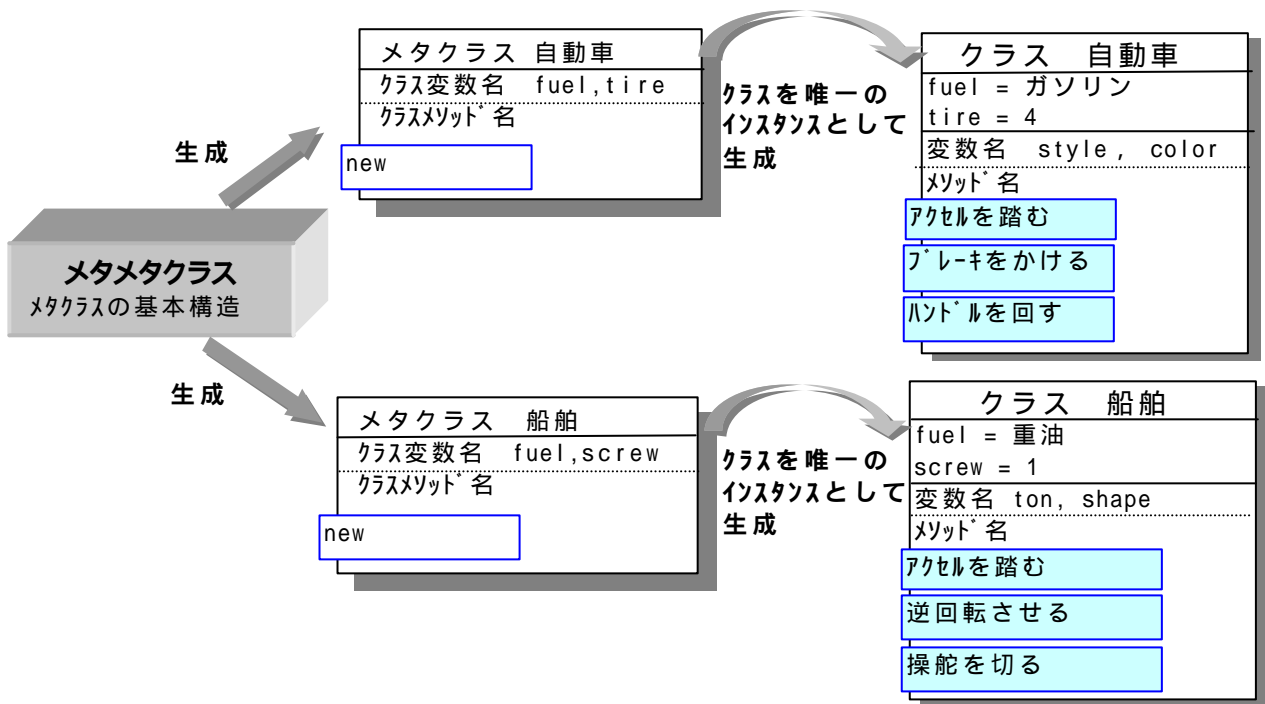 メタメタクラス
ﾒﾀｸﾗｽの基本構造
生成
生成
メタクラス 自動車
ｸﾗｽ変数名 fuel,tire
ｸﾗｽﾒｿｯﾄﾞ名
new
ｸﾗｽを唯一の
ｲﾝｽﾀﾝｽとして
生成
クラス 自動車
fuel = ガソリン
tire = 4
変数名 style, color
ﾒｿｯﾄﾞ名
ｱｸｾﾙを踏む
ﾌﾞﾚｰｷをかける
ﾊﾝﾄﾞﾙを回す
メタクラス 船舶
ｸﾗｽ変数名 fuel,screw
ｸﾗｽﾒｿｯﾄﾞ名
new
ｸﾗｽを唯一の
ｲﾝｽﾀﾝｽとして
生成
クラス 船舶
fuel = 重油
screw = 1
変数名 ton, shape
ﾒｿｯﾄﾞ名
ｱｸｾﾙを踏む
逆回転させる
操舵を切る